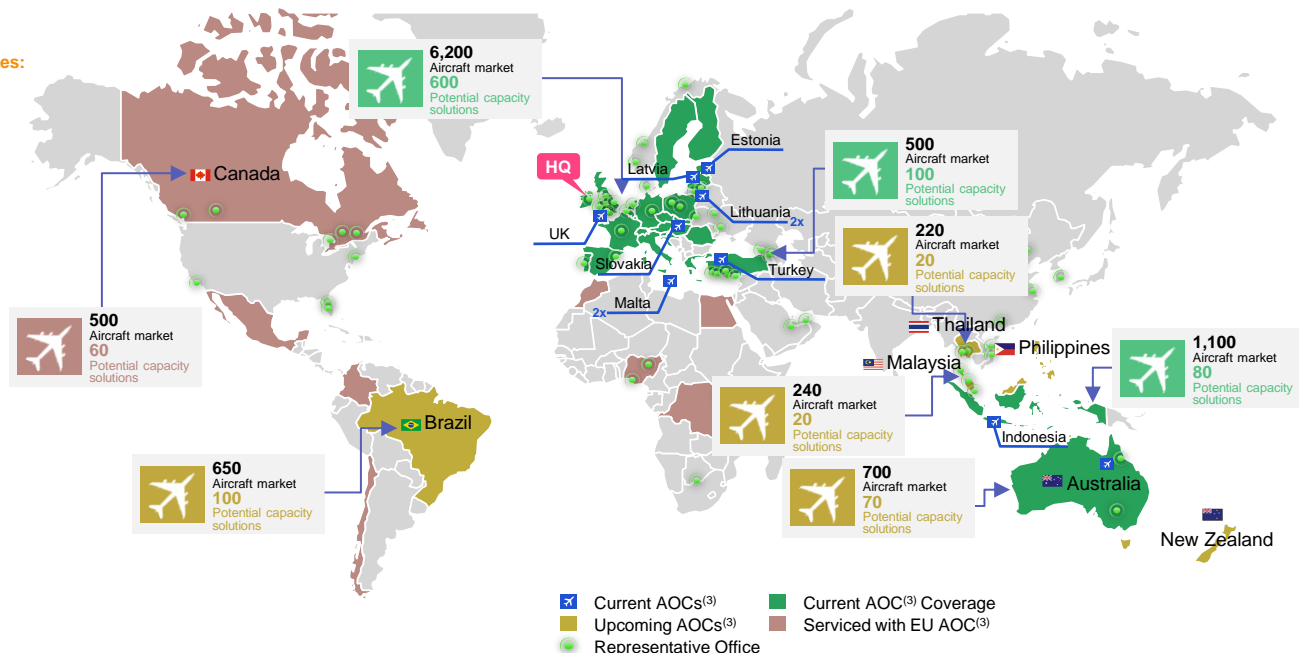 es:
6,200
Aircraft market
600
Potential capacity
solutions
Estonia
Latvia
HQ
Lithuania
2x
UK
Slovakia
Turkey
Malta
2x
500
Aircraft market
100
Potential capacity
solutions
220
Aircraft market
20
Potential capacity
solutions
Canada
500
Aircraft market
60
Potential capacity
solutions
Thailand
Philippines
Malaysia
1,100
Aircraft market
80
Potential capacity
solutions
240
Aircraft market
20
Potential capacity
solutions
Indonesia
Brazil
650
Aircraft market
100
Potential capacity
solutions
700
Aircraft market
70
Potential capacity
solutions
Australia
New Zealand
Current AOCs(3)
Current AOC(3) Coverage
Upcoming AOCs(3)
Serviced with EU AOC(3)
Representative Office